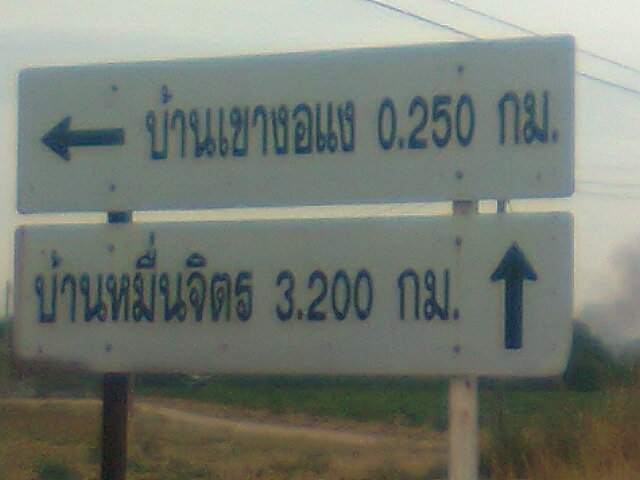 ← บ้านเขางอแง 0.250 กม.
บ้านหมื่นจิตร 3.200 กม. ↑